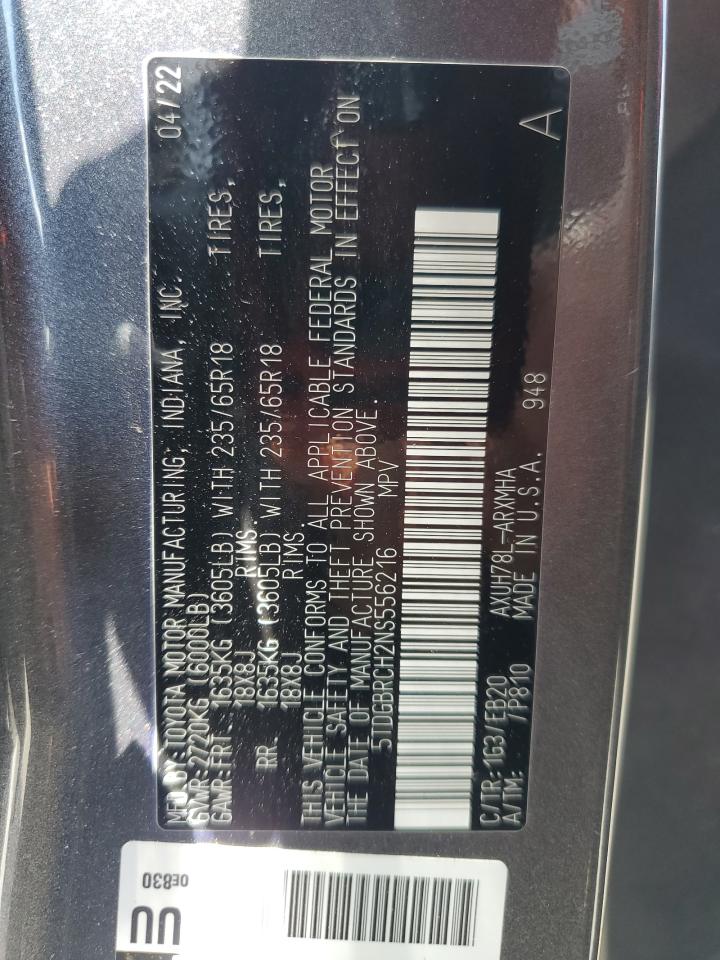 MFD BY: TOYOTA MOTOR MANUFACTURING, INDIANA, INC. 04/22
GVWR: 2720KG (6000LB)
GAWR: FRT 1635KG (3605LB) WITH 235/65R18 TIRES,
18X8J RIMS.
RR. 1635KG (3605LB) WITH 235/65R18 TIRES,
18X8J RIMS.
THIS VEHICLE CONFORMS TO ALL APPLICABLE FEDERAL MOTOR
VEHICLE SAFETY AND THEFT PREVENTION STANDARDS IN EFFECT ON
THE DATE OF MANUFACTURE SHOWN ABOVE.
5TDGBRCH2NS556216 MPV
C/TR: 1G3/EB20 AXUH78L-ARXMHA
A/TM: /P810 MADE IN U.S.A. 948 A
0E830
UU